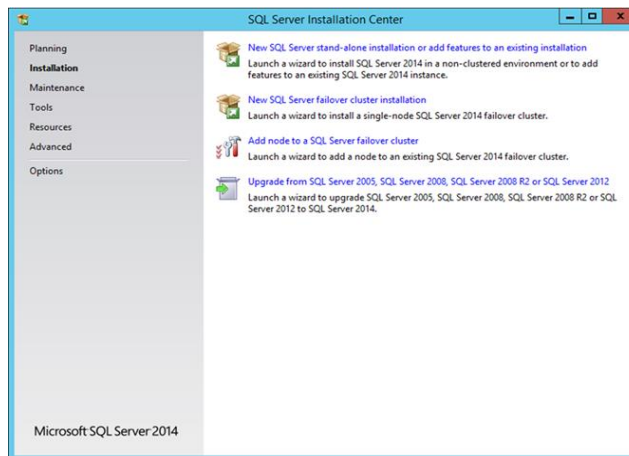 SQL Server Installation Center
Planning
Installation
Maintenance
Tools
Resources
Advanced
Options
New SQL Server stand-alone installation or add features to an existing installation
Launch a wizard to install SQL Server 2014 in a non-clustered environment or to add
features to an existing SQL Server 2014 instance.
New SQL Server failover cluster installation
Launch a wizard to install a single-node SQL Server 2014 failover cluster.
Add node to a SQL Server failover cluster
Launch a wizard to add a node to an existing SQL Server 2014 failover cluster.
Upgrade from SQL Server 2005, SQL Server 2008, SQL Server 2008 R2 or SQL Server 2012
Launch a wizard to upgrade SQL Server 2005, SQL Server 2008, SQL Server 2008 R2 or SQL
Server 2012 to SQL Server 2014.
Microsoft SQL Server 2014